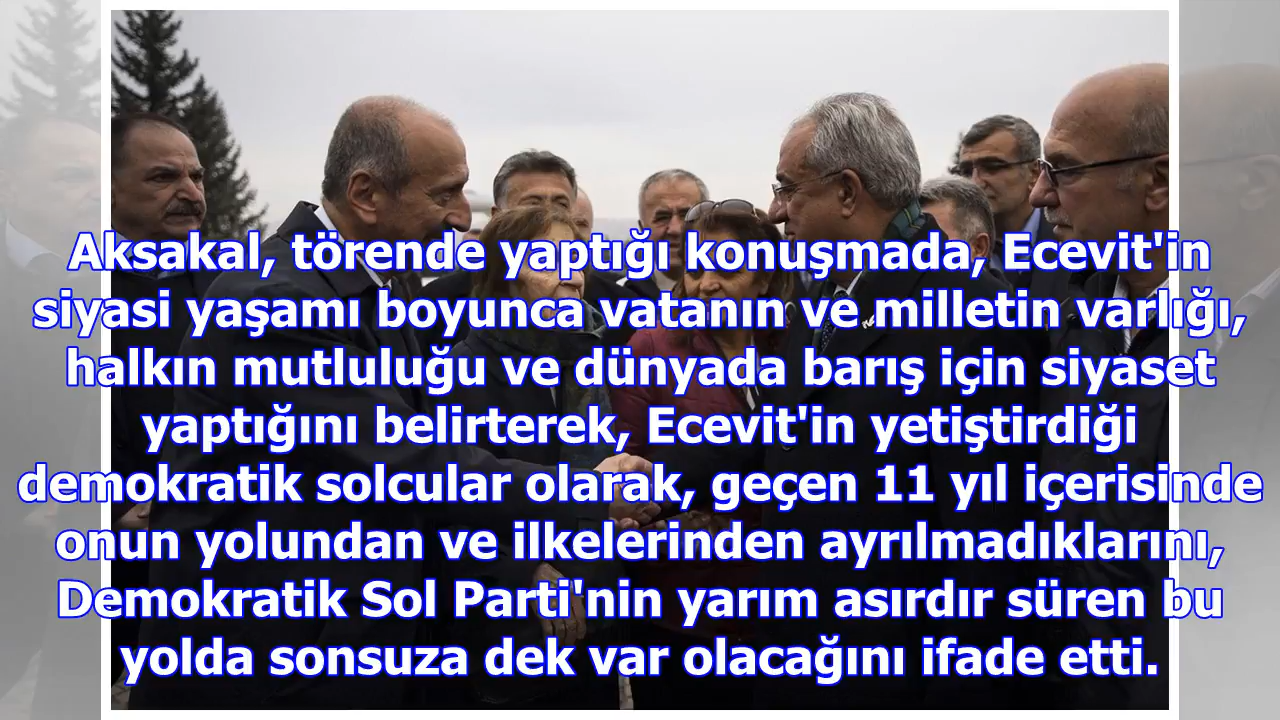 Aksakal, törende yaptığı konuşmada, Ecevit'in
siyasi yaşamı boyunca vatanın ve milletin varlığı,
halkın mutluluğu ve dünyada barış için siyaset
yaptığını belirterek, Ecevit'in yetiştirdiği
demokratik solcular olarak, geçen 11 yıl içerisinde
onun yolundan ve ilkelerinden ayrılmadıklarını,
Demokratik Sol Parti'nin yarım asırdır süren bu
yolda sonsuza dek var olacağını ifade etti.